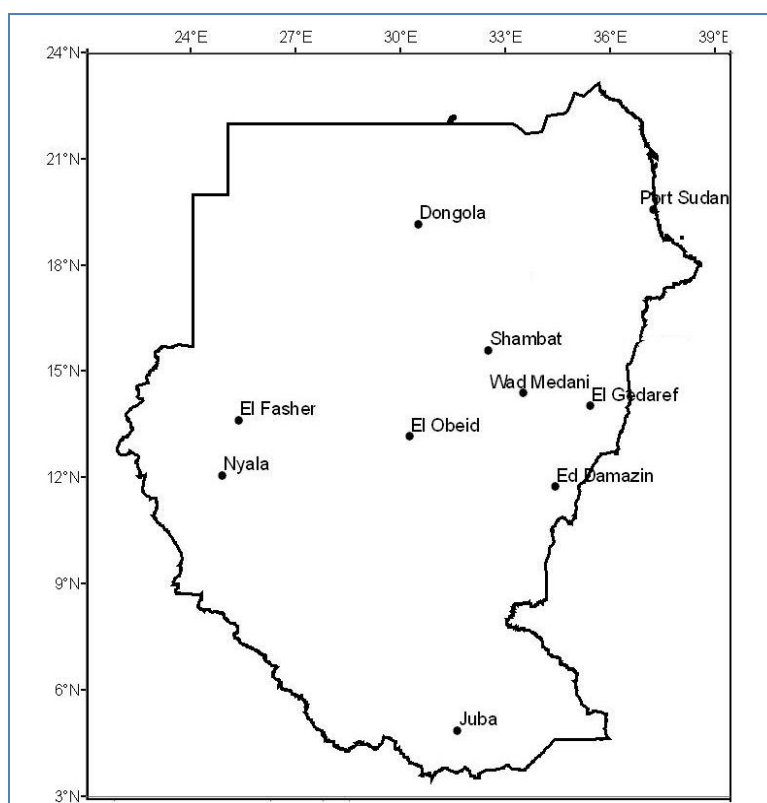 24°E 27°E 30°E 33°E 36°E 39°E
24°N
21°N
Port Sudan
Dongola
18°N
Shambat
15°N
Wad Medani
El Gedaref
El Fasher
El Obeid
Nyala
12°N
Ed Damazin
9°N
6°N
Juba
3°N